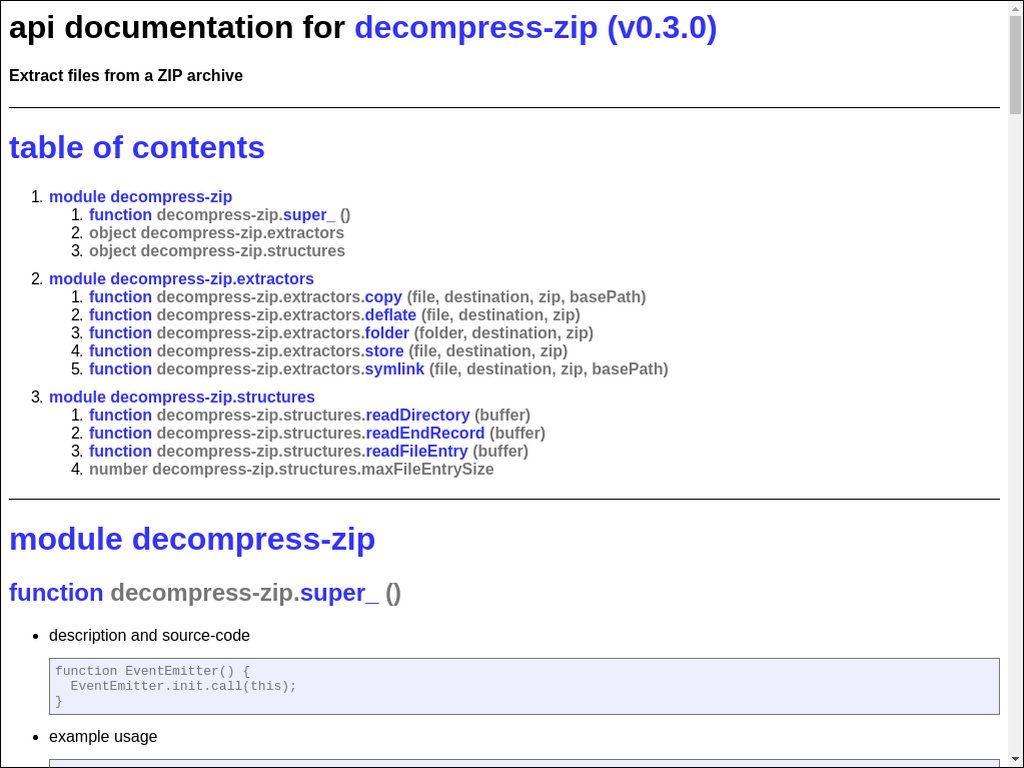 api documentation for decompress-zip (v0.3.0)
Extract files from a ZIP archive
table of contents
1. module decompress-zip
1. function decompress-zip.super_ ()
2. object decompress-zip.extractors
3. object decompress-zip.structures
2. module decompress-zip.extractors
1. function decompress-zip.extractors.copy (file, destination, zip, basePath)
2. function decompress-zip.extractors.deflate (file, destination, zip)
3. function decompress-zip.extractors.folder (folder, destination, zip)
4. function decompress-zip.extractors.store (file, destination, zip)
5. function decompress-zip.extractors.symlink (file, destination, zip, basePath)
3. module decompress-zip.structures
1. function decompress-zip.structures.readDirectory (buffer)
2. function decompress-zip.structures.readEndRecord (buffer)
3. function decompress-zip.structures.readFileEntry (buffer)
4. number decompress-zip.structures.maxFileEntrySize
module decompress-zip
function decompress-zip.super_ ()
• description and source-code
function EventEmitter() {
  EventEmitter.init.call(this);
}
• example usage